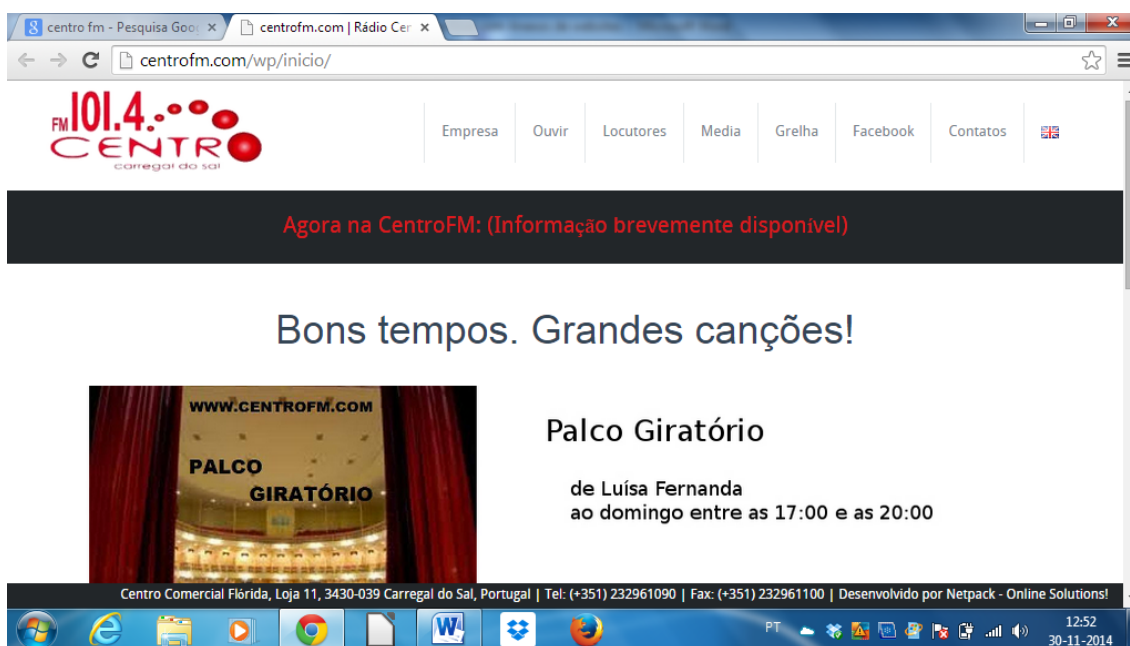 centro fm - Pesquisa Goo
centrofm.com | Rádio Cer
centrofm.com/wp/inicio/
FM 101.4
CENTRO
carregal do sal
Empresa
Ouvir
Locutores
Media
Grelha
Facebook
Contatos
Agora na CentroFM: (Informação brevemente disponível)
Bons tempos. Grandes canções!
WWW.CENTROFM.COM
PALCO
GIRATÓRIO
Palco Giratório
de Luísa Fernanda
ao domingo entre as 17:00 e as 20:00
Centro Comercial Flórida, Loja 11, 3430-039 Carregal do Sal, Portugal | Tel: (+351) 232961090 | Fax: (+351) 232961100 | Desenvolvido por Netpack - Online Solutions!
PT
12:52
30-11-2014